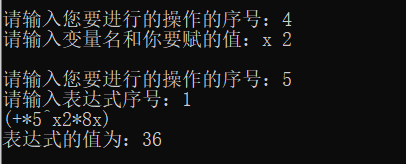 请输入您要进行的操作的序号：4
请输入变量名和你要赋的值：x 2
请输入您要进行的操作的序号：5
请输入表达式序号：1
(+*5^x2*8x)
表达式的值为：36